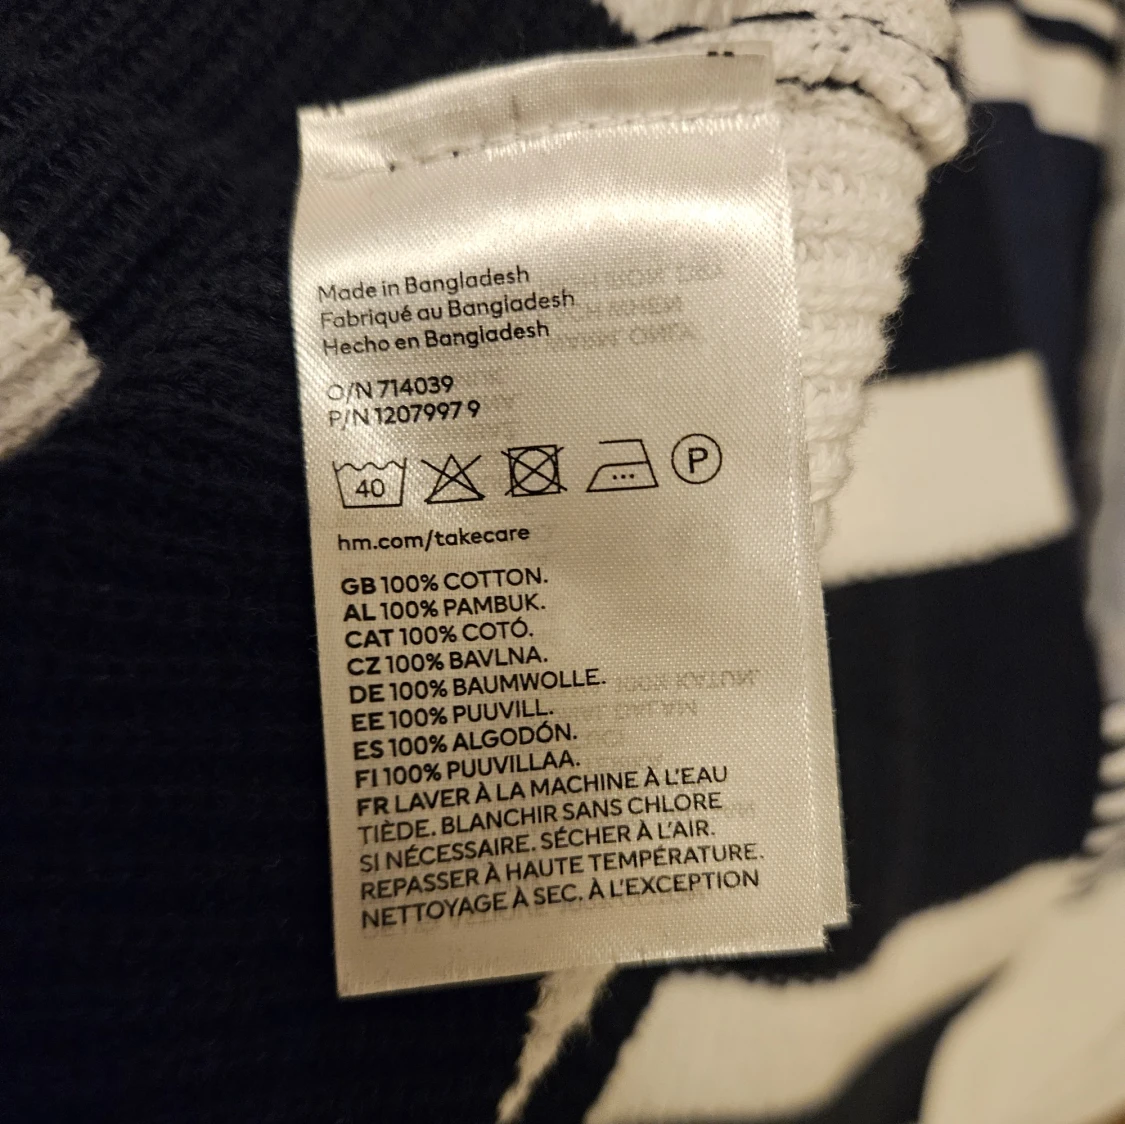 Made in Bangladesh
Fabriqué au Bangladesh
Hecho en Bangladesh
O/N 714039
P/N 1207997 9
40 P
hm.com/takecare
GB 100% COTTON.
AL 100% PAMBUK.
CAT 100% COTÓ.
CZ 100% BAVLNA.
DE 100% BAUMWOLLE.
EE 100% PUUVILL.
ES 100% ALGODÓN.
FI 100% PUUVILLAA.
FR LAVER À LA MACHINE À L'EAU
TIÈDE. BLANCHIR SANS CHLORE
SI NÉCESSAIRE. SÉCHER À L'AIR.
REPASSER À HAUTE TEMPÉRATURE.
NETTOYAGE À SEC. À L'EXCEPTION